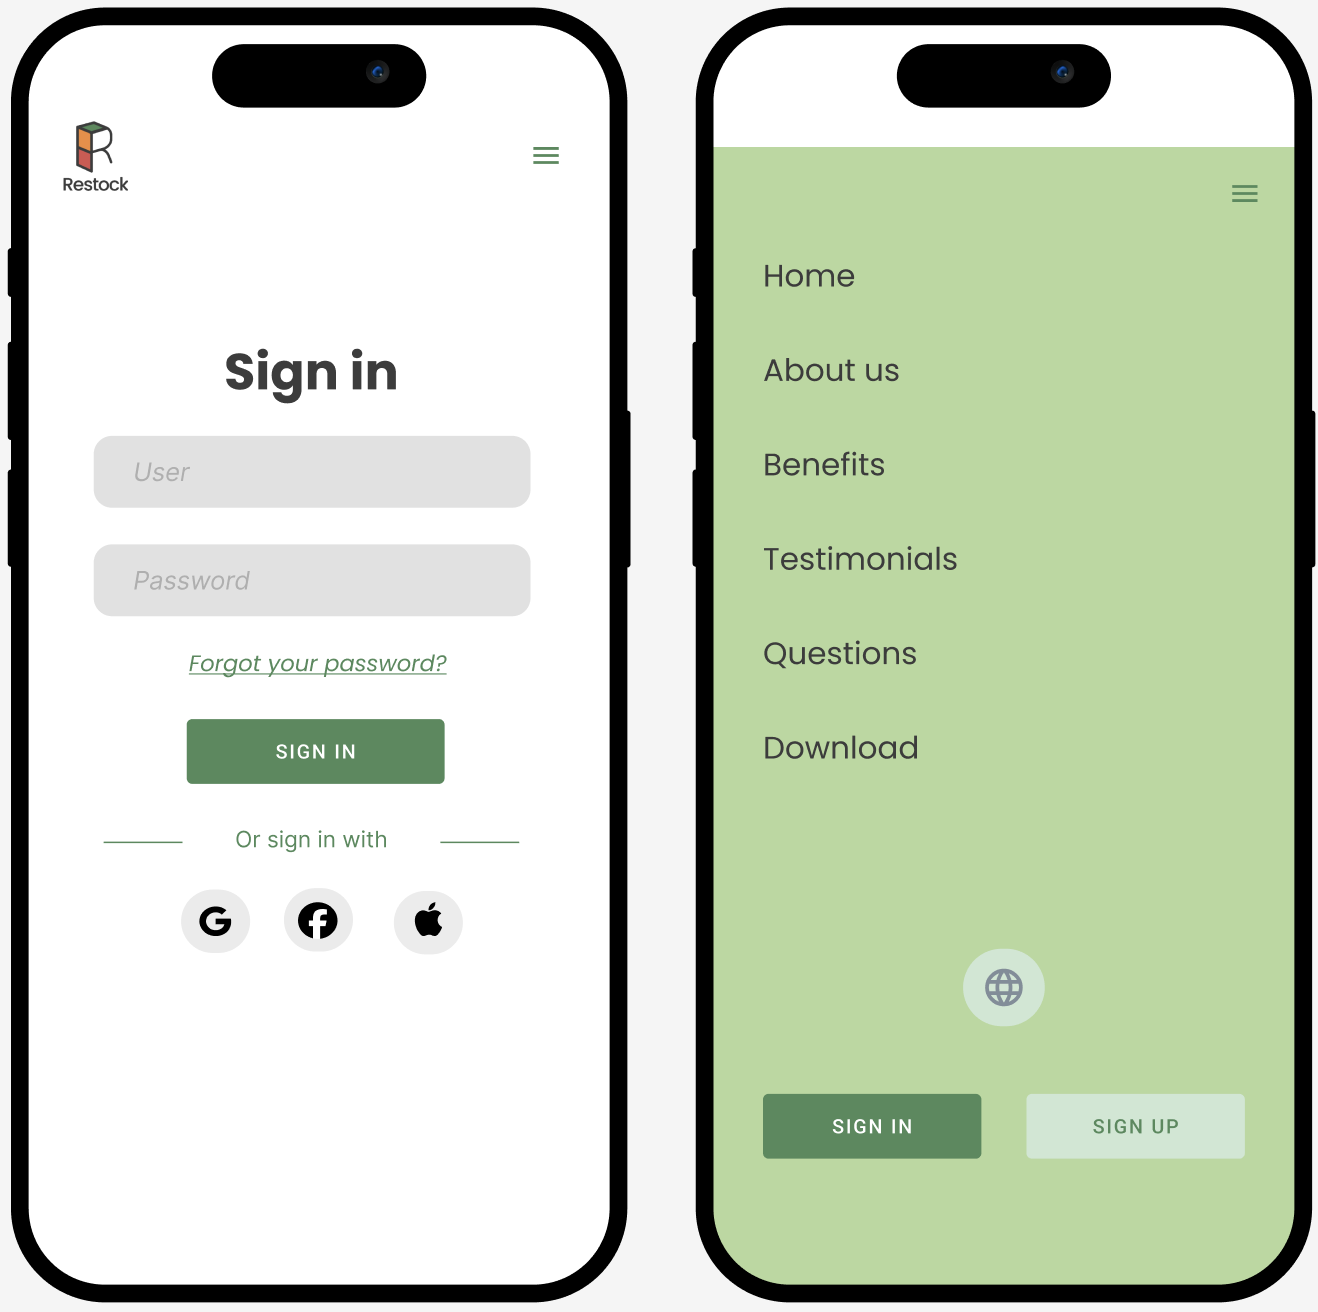 Restock
Sign in
User
Password
Forgot your password?
SIGN IN
Or sign in with
Home
About us
Benefits
Testimonials
Questions
Download
SIGN IN
SIGN UP